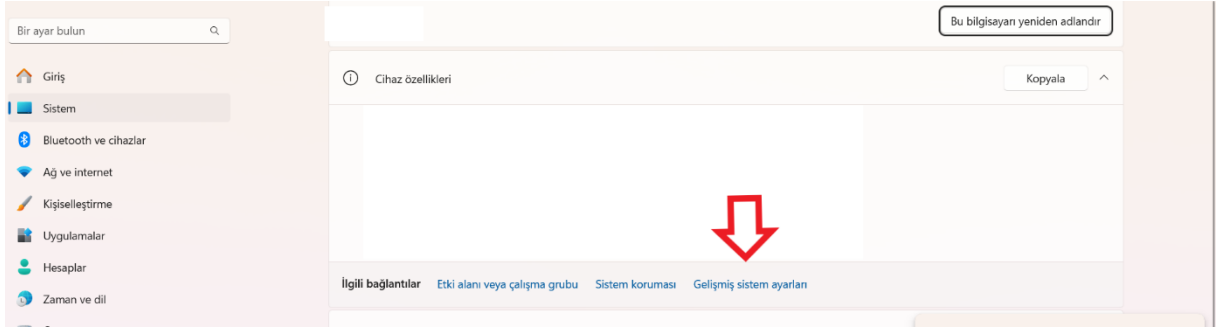 Bir ayar bulun
Bu bilgisayarı yeniden adlandır
Giriş
Sistem
Bluetooth ve cihazlar
Ağ ve internet
Kişiselleştirme
Uygulamalar
Hesaplar
Zaman ve dil
Cihaz özellikleri
Kopyala
İlgili bağlantılar Etki alanı veya çalışma grubu Sistem koruması Gelişmiş sistem ayarları